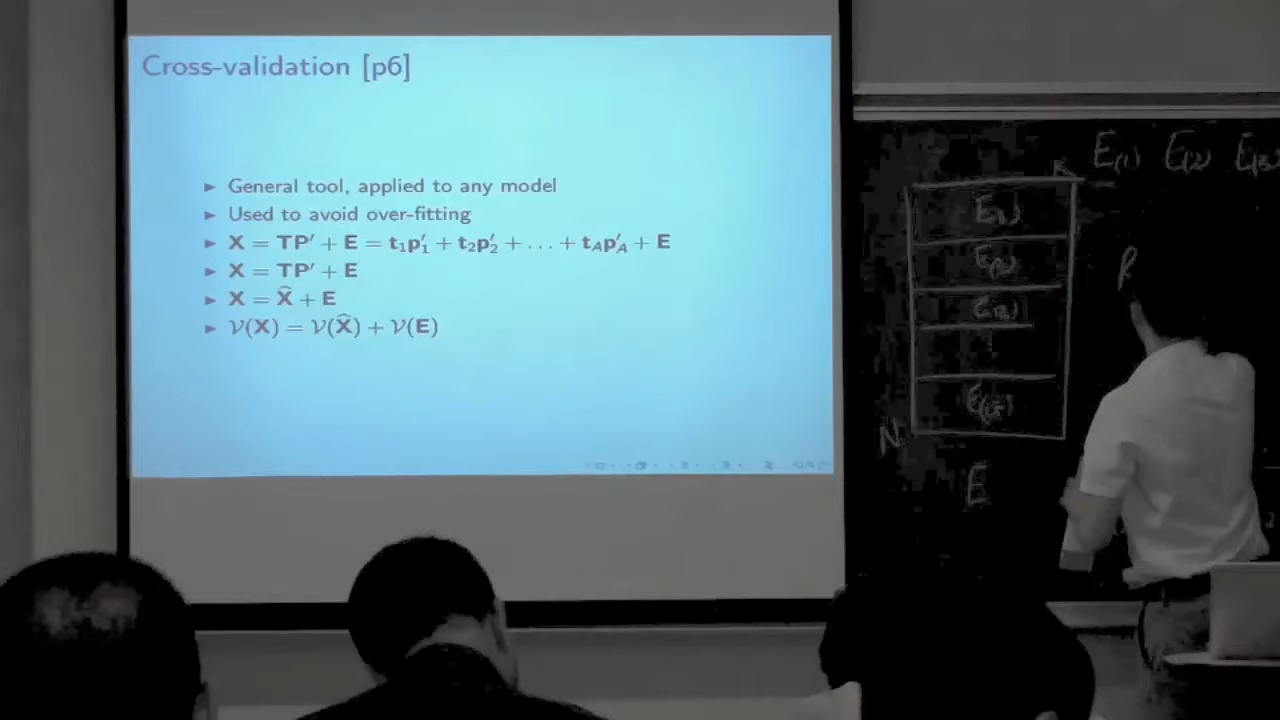 Cross-validation [p6]
► General tool, applied to any model
► Used to avoid over-fitting
► X = TP′ + E = t₁p′₁ + t₂p′₂ + . . . + t_Ap′_A + E
► X = TP′ + E
► X = X̂ + E
► 𝒱(X) = 𝒱(X̂) + 𝒱(E)
E(1) E(2) E(3)
K
E(1)
E(2)
N
E